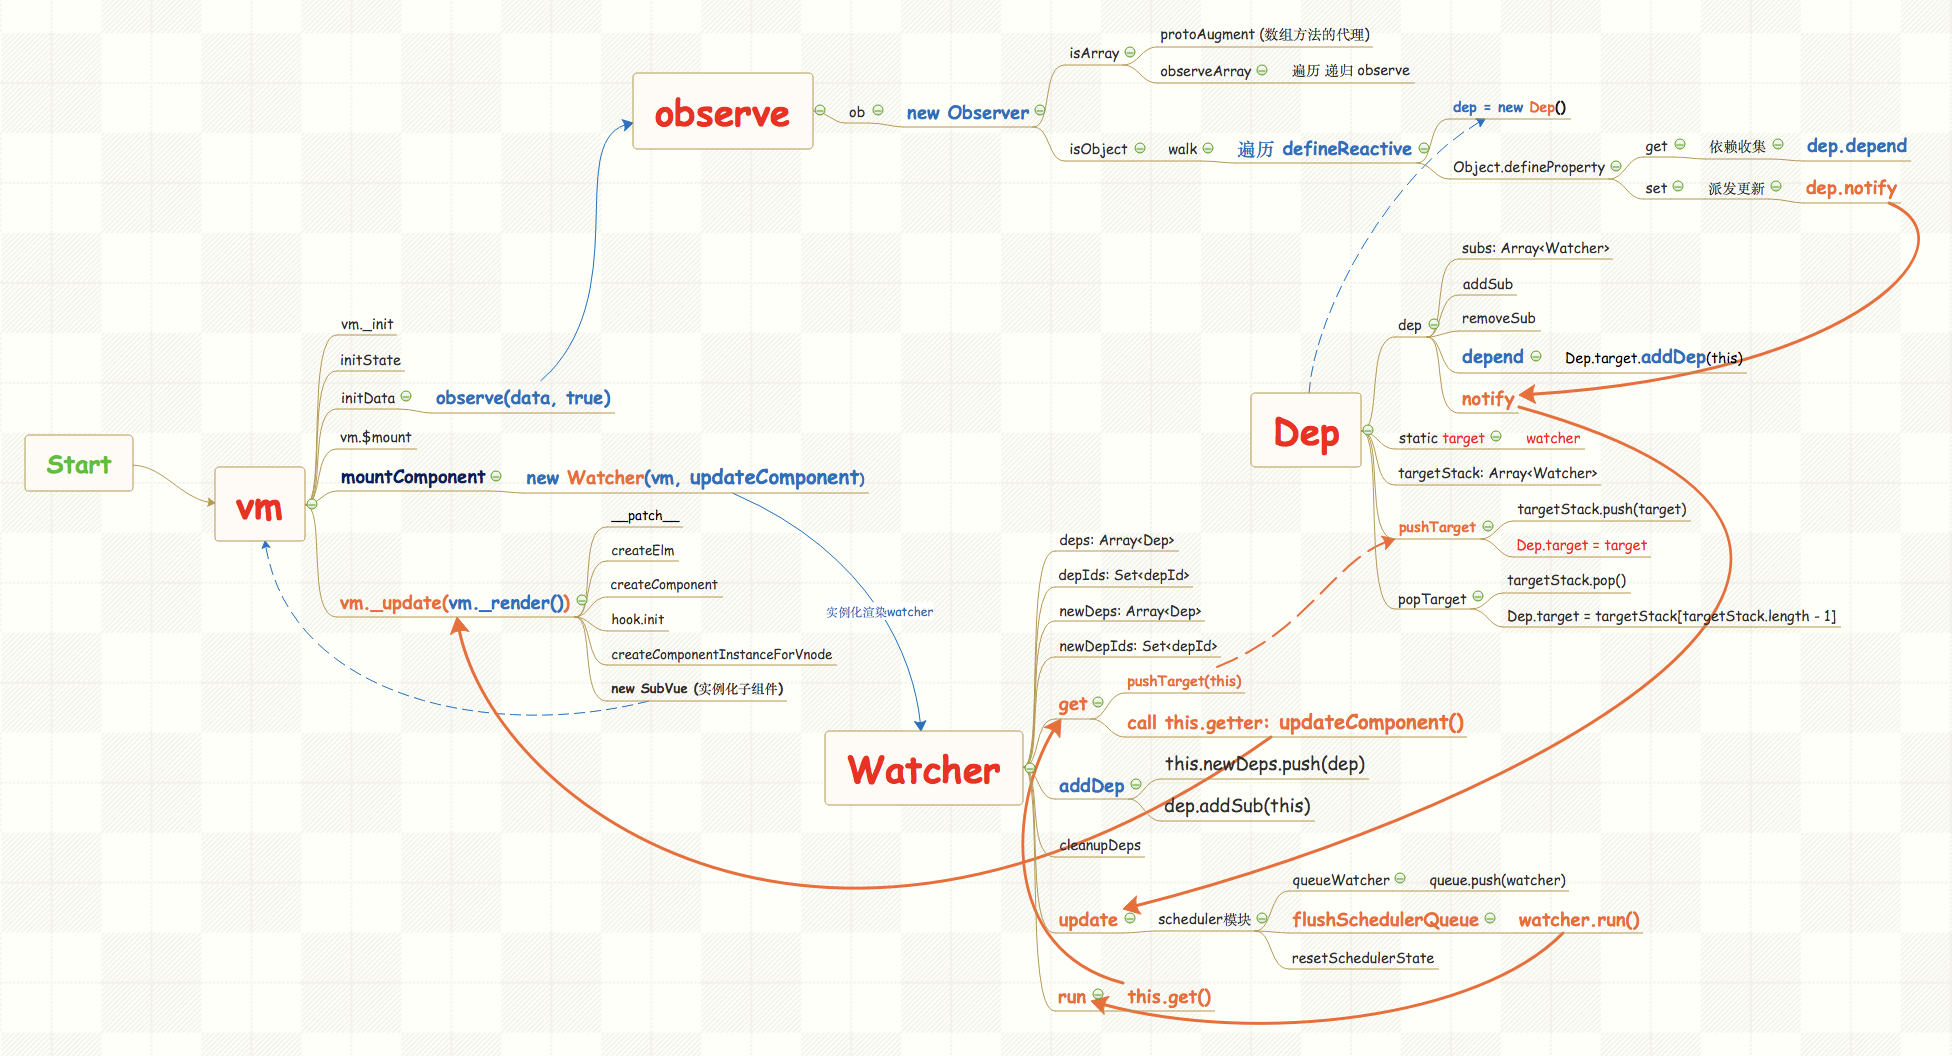 Start
vm
vm._init
initState
initData
observe(data, true)
vm.$mount
mountComponent
new Watcher(vm, updateComponent)
vm._update(vm._render())
__patch__
createElm
createComponent
hook.init
createComponentInstanceForVnode
new SubVue (实例化子组件)
observe
ob
new Observer
isArray
protoAugment (数组方法的代理)
observeArray
遍历 递归 observe
isObject
walk
遍历 defineReactive
dep = new Dep()
Object.defineProperty
get
依赖收集
dep.depend
set
派发更新
dep.notify
Dep
dep
subs: Array<Watcher>
addSub
removeSub
depend
Dep.target.addDep(this)
notify
static target
watcher
targetStack: Array<Watcher>
pushTarget
targetStack.push(target)
Dep.target = target
popTarget
targetStack.pop()
Dep.target = targetStack[targetStack.length - 1]
实例化渲染watcher
Watcher
deps: Array<Dep>
depIds: Set<depId>
newDeps: Array<Dep>
newDepIds: Set<depId>
get
pushTarget(this)
call this.getter: updateComponent()
addDep
this.newDeps.push(dep)
dep.addSub(this)
cleanupDeps
update
scheduler模块
queueWatcher
queue.push(watcher)
flushSchedulerQueue
watcher.run()
resetSchedulerState
run
this.get()